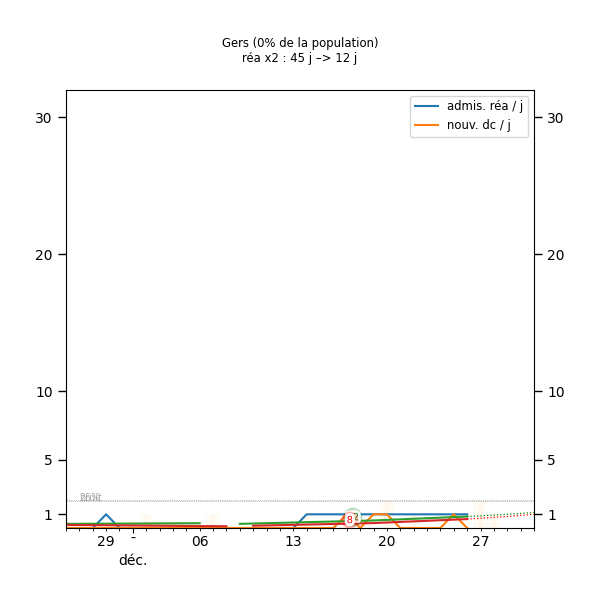 Gers (0% de la population)
réa x2 : 45 j –> 12 j
admis. réa / j
nouv. dc / j
30 30
20 20
10 10
5 5
1 1
8
29 - 06 13 20 27
déc.